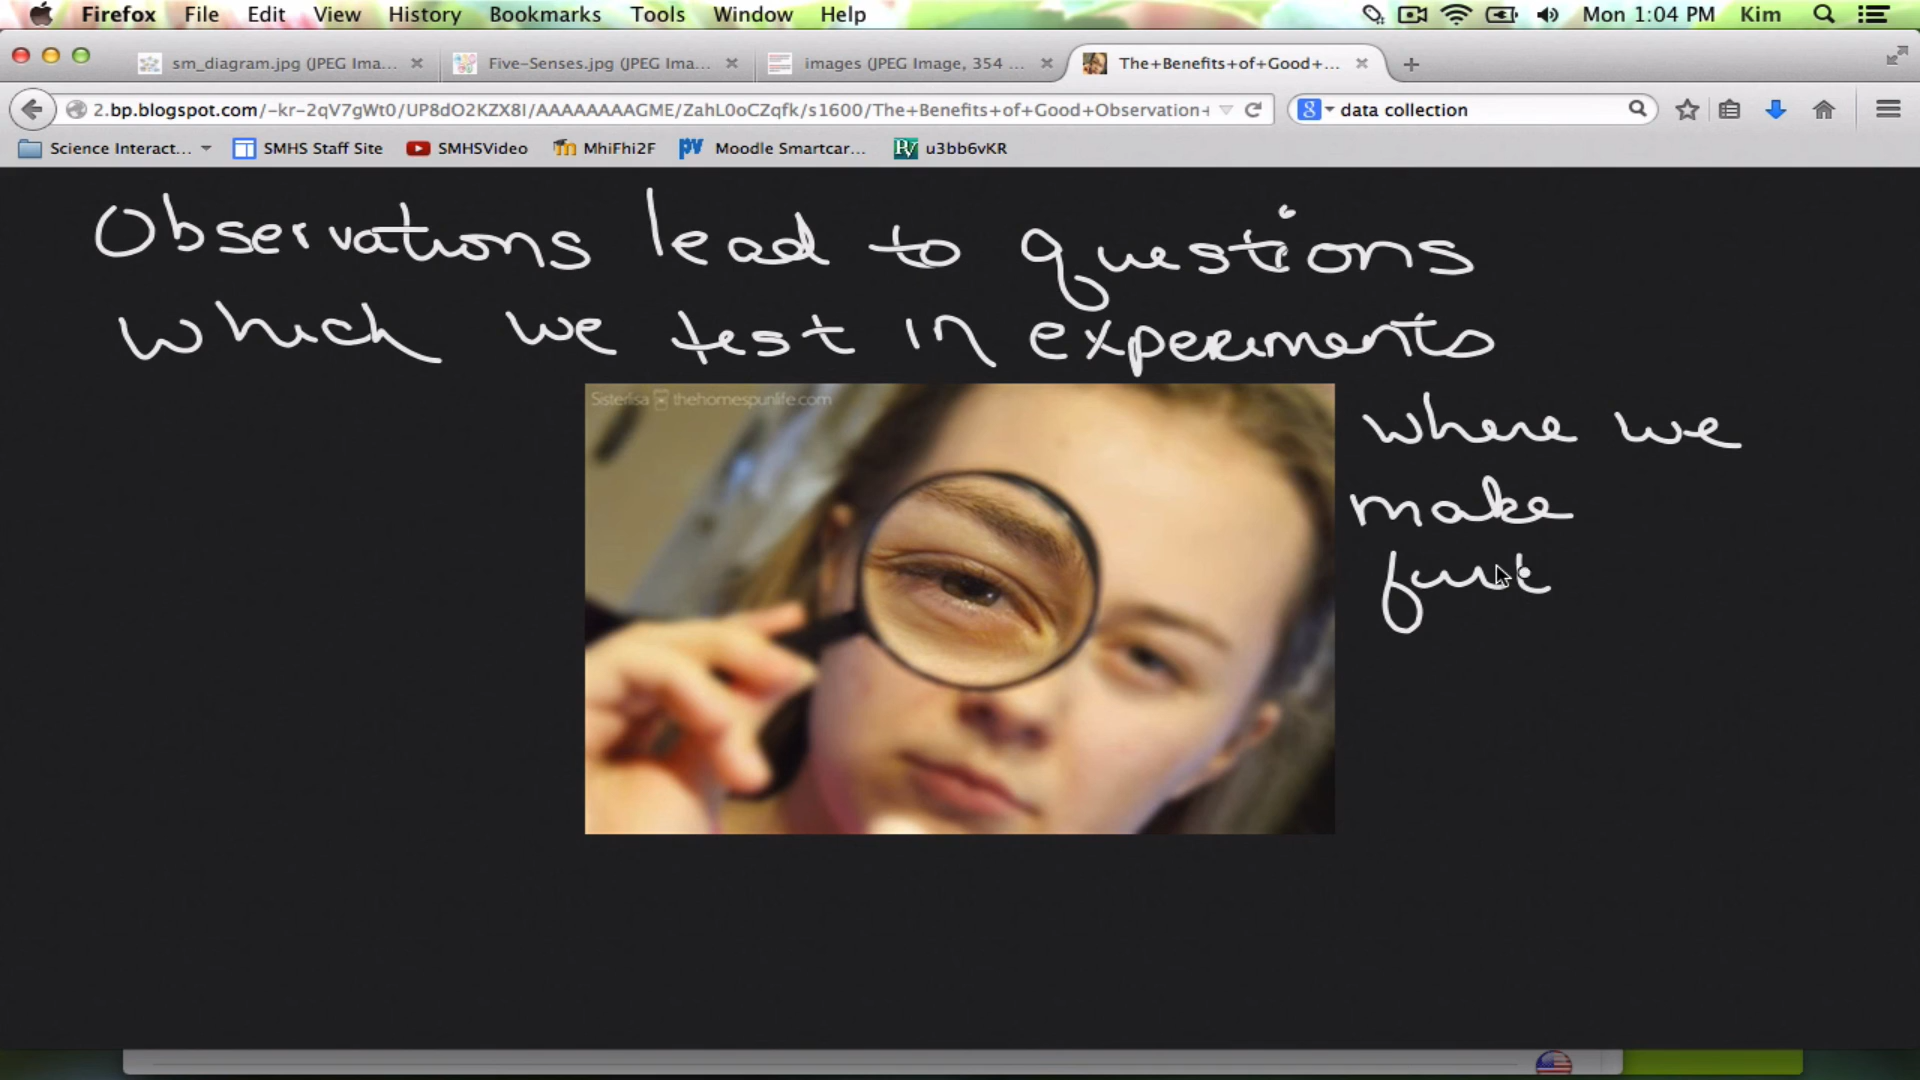 Firefox File Edit View History Bookmarks Tools Window Help Mon 1:04 PM Kim
sm_diagram.jpg (JPEG Ima... Five-Senses.jpg (JPEG Ima... images (JPEG Image, 354 ... The+Benefits+of+Good+...
2.bp.blogspot.com/-kr-2qV7gWt0/UP8dO2KZX8I/AAAAAAAAGME/ZahL0oCZqfk/s1600/The+Benefits+of+Good+Observation+ data collection
Science Interact... SMHS Staff Site SMHSVideo MhiFhi2F Moodle Smartcar... u3bb6vKR
Observations lead to questions
which we test in experiments
Sisterlisa thehomespunlife.com
where we
make